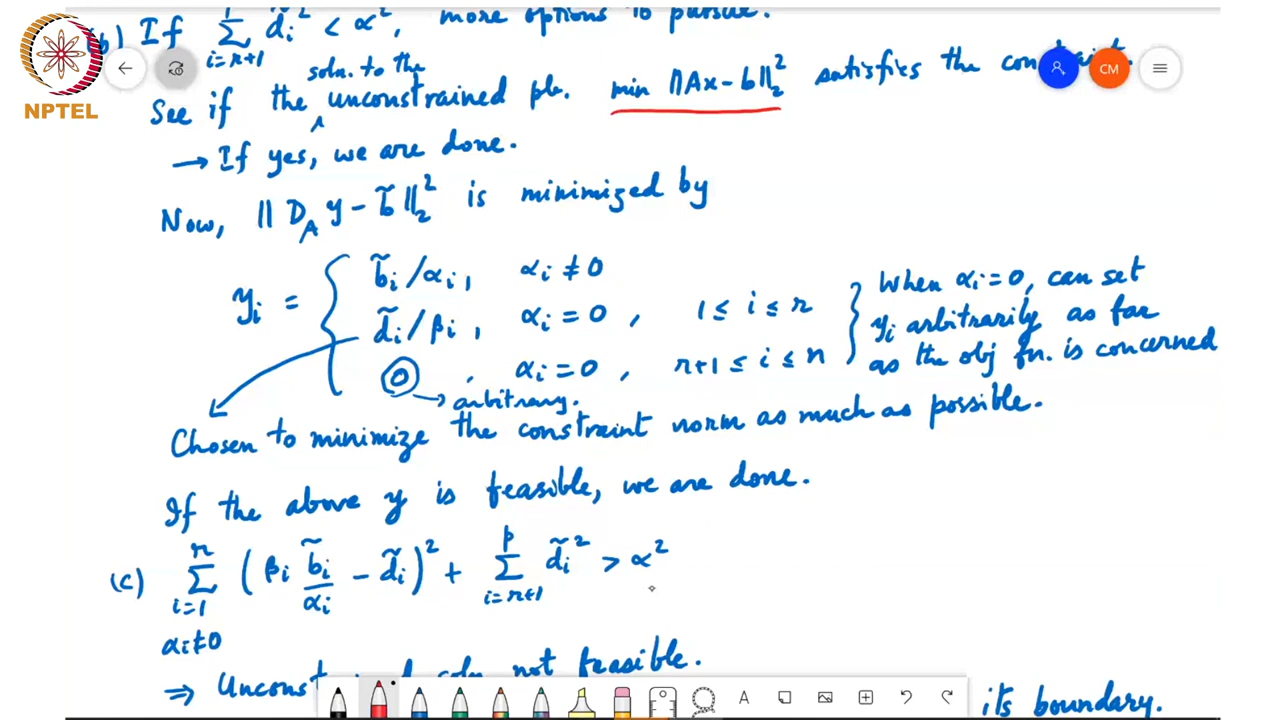 (b) If Σ_{i=r+1}^{p} d̃_i² < α², more options to pursue.
See if the ∧ soln. to the unconstrained pb. min ||Ax - b||₂² satisfies the constraint.
→ If yes, we are done.
Now, || D_A y - b̃ ||₂² is minimized by
y_i = { b̃_i/α_i, α_i ≠ 0
d̃_i/β_i, α_i = 0, 1 ≤ i ≤ r
0, α_i = 0, r+1 ≤ i ≤ n
} When α_i = 0, can set
y_i arbitrarily as far
as the obj fn. is concerned
→ arbitrary.
Chosen to minimize the constraint norm as much as possible.
If the above y is feasible, we are done.
(c) Σ_{i=1, α_i≠0}^{r} (β_i b̃_i/α_i - d̃_i)² + Σ_{i=r+1}^{p} d̃_i² > α²
⇒ not feasible.
its boundary.
NPTEL
CM
A